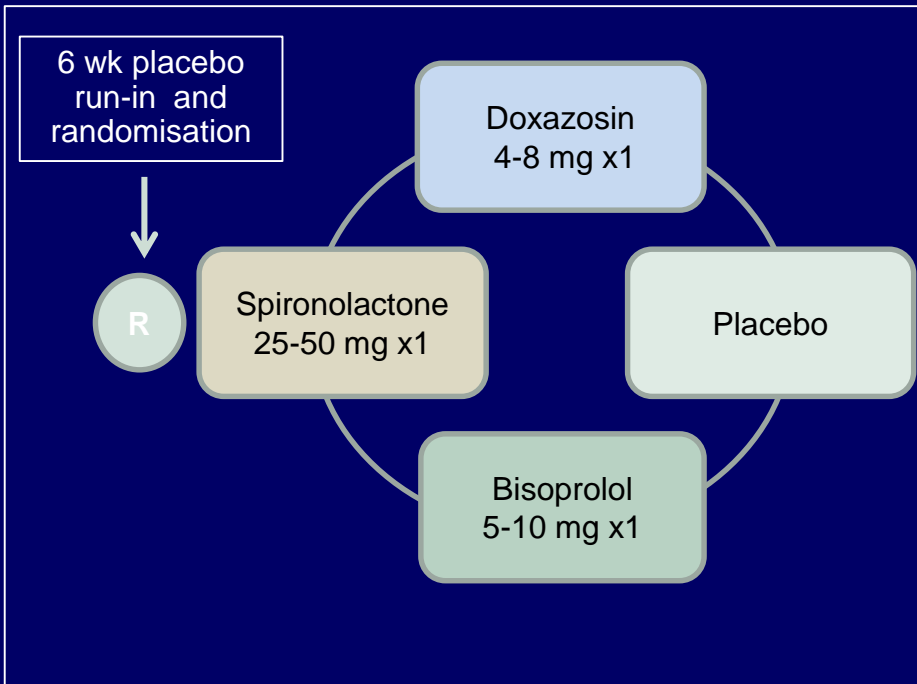 6 wk placebo
run-in and
randomisation
Doxazosin
4-8 mg x1
R
Spironolactone
25-50 mg x1
Placebo
Bisoprolol
5-10 mg x1